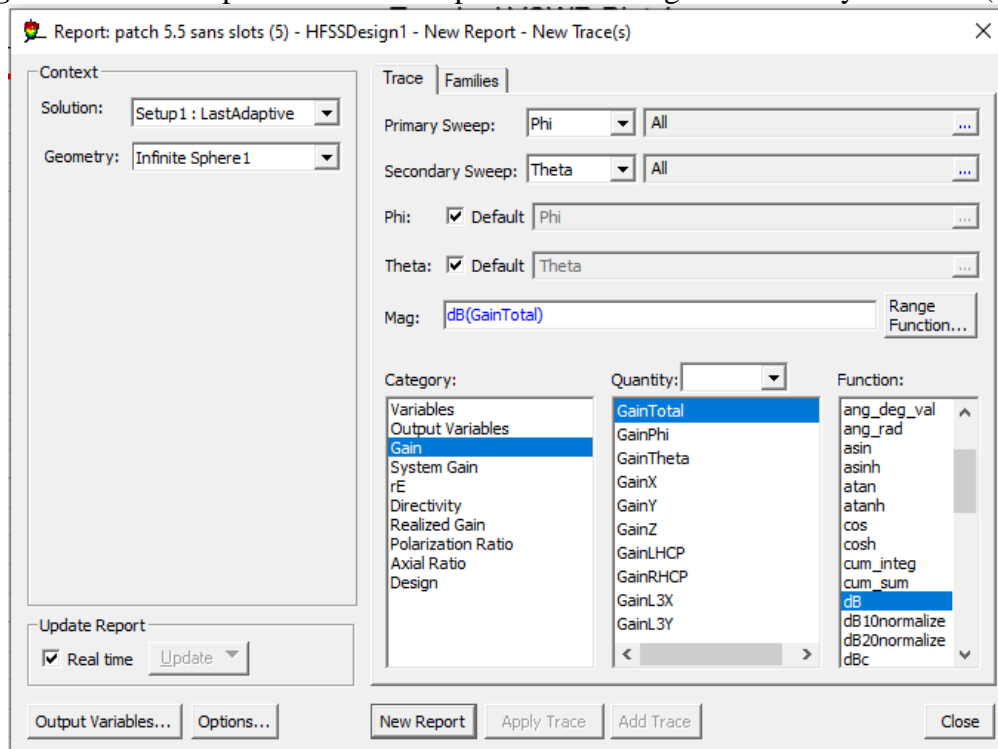 Report: patch 5.5 sans slots (5) - HFSSDesign1 - New Report - New Trace(s)
Context
Solution: Setup1 : LastAdaptive
Geometry: Infinite Sphere1
Trace Families
Primary Sweep: Phi All ...
Secondary Sweep: Theta All ...
Phi: Default Phi ...
Theta: Default Theta ...
Mag: dB(GainTotal)
Range
Function...
Category:
Variables
Output Variables
Gain
System Gain
rE
Directivity
Realized Gain
Polarization Ratio
Axial Ratio
Design
Quantity:
GainTotal
GainPhi
GainTheta
GainX
GainY
GainZ
GainLHCP
GainRHCP
GainL3X
GainL3Y
Function:
ang_deg_val
ang_rad
asin
asinh
atan
atanh
cos
cosh
cum_integ
cum_sum
dB
dB10normalize
dB20normalize
dBc
Update Report
Real time Update
Output Variables... Options... New Report Apply Trace Add Trace Close